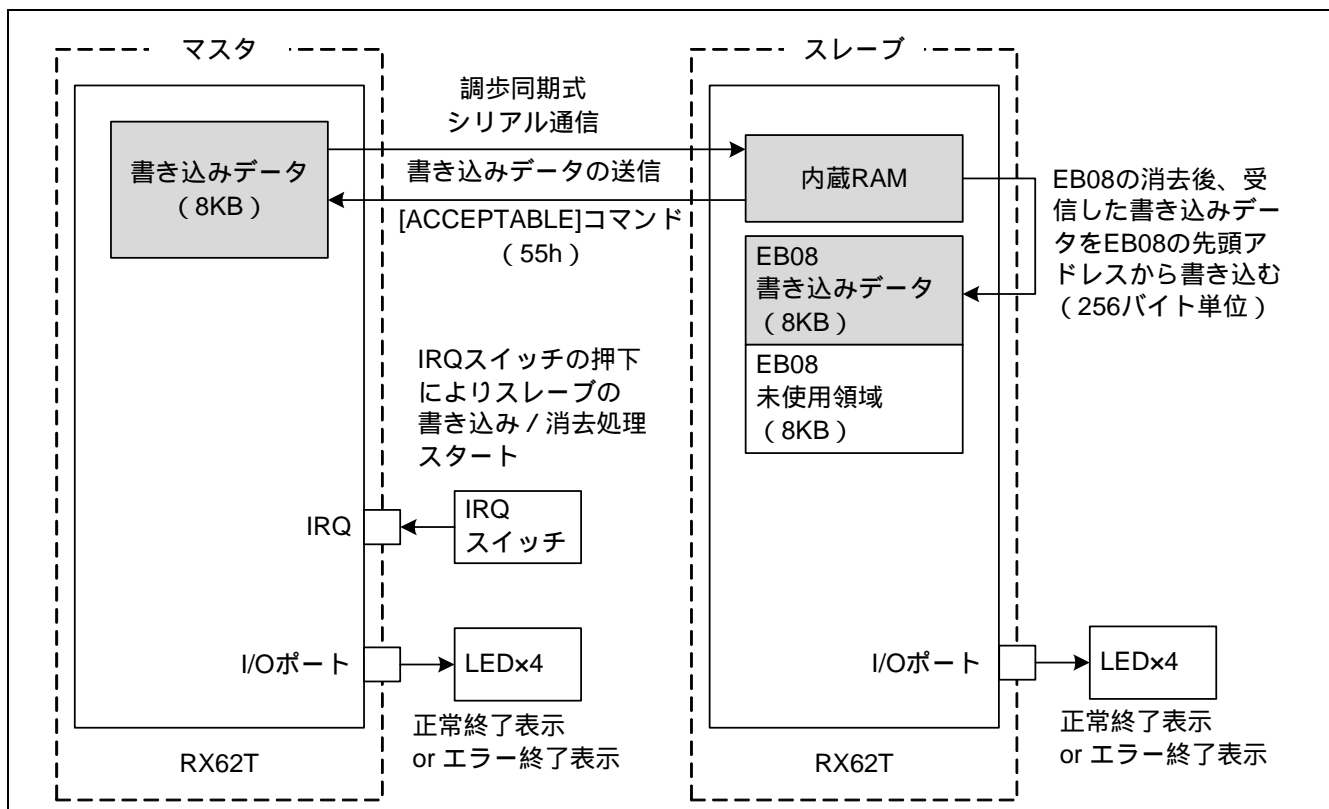 マスタ
スレーブ
調歩同期式
シリアル通信
書き込みデータ
（8KB）
書き込みデータの送信
[ACCEPTABLE]コマンド
（55h）
内蔵RAM
EB08
書き込みデータ
（8KB）
EB08
未使用領域
（8KB）
EB08の消去後、受
信した書き込みデー
タをEB08の先頭ア
ドレスから書き込む
（256バイト単位）
IRQスイッチの押下
によりスレーブの
書き込み / 消去処理
スタート
IRQ
IRQ
スイッチ
I/Oポート
LED×4
正常終了表示
or エラー終了表示
RX62T
I/Oポート
LED×4
正常終了表示
or エラー終了表示
RX62T